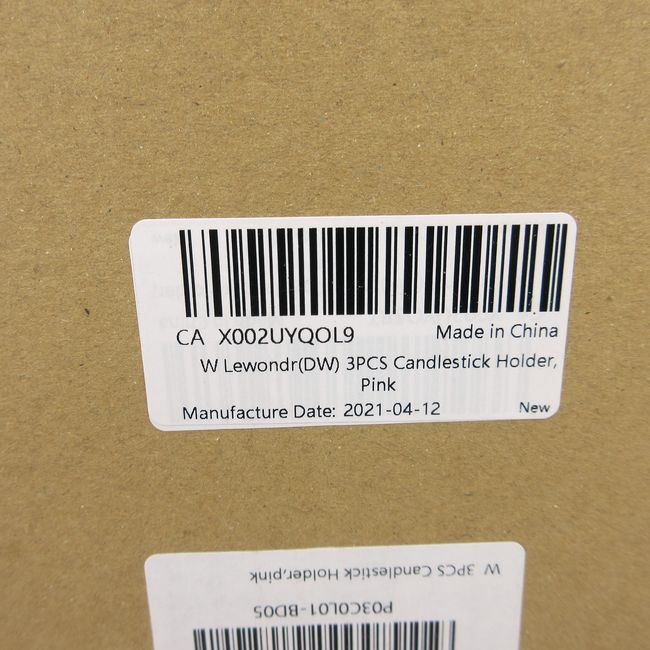 CA X002UYQOL9
Made in China
W Lewondr(DW) 3PCS Candlestick Holder,
Pink
Manufacture Date: 2021-04-12
New
W 3PCS Candlestick Holder,pink
P03C0L01-BD05